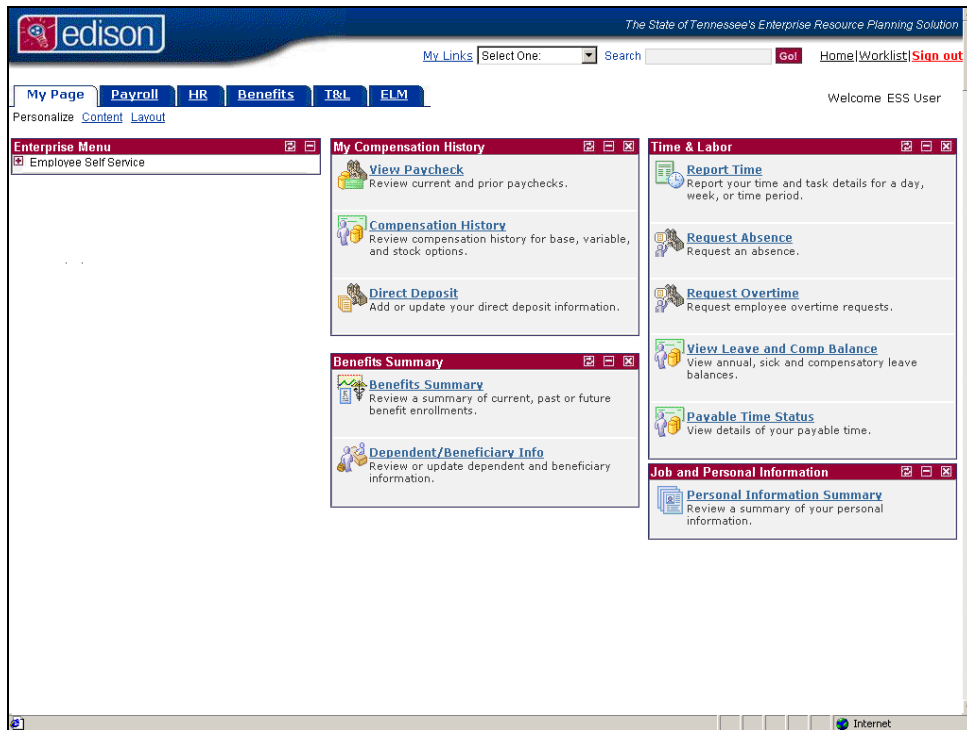 edison
The State of Tennessee's Enterprise Resource Planning Solution
My Links Select One: Search Go! Home|Worklist|Sign out
My Page Payroll HR Benefits T&L ELM
Welcome ESS User
Personalize Content Layout
Enterprise Menu
Employee Self Service
My Compensation History
View Paycheck
Review current and prior paychecks.
Compensation History
Review compensation history for base, variable,
and stock options.
Direct Deposit
Add or update your direct deposit information.
Benefits Summary
Benefits Summary
Review a summary of current, past or future
benefit enrollments.
Dependent/Beneficiary Info
Review or update dependent and beneficiary
information.
Time & Labor
Report Time
Report your time and task details for a day,
week, or time period.
Request Absence
Request an absence.
Request Overtime
Request employee overtime requests.
View Leave and Comp Balance
View annual, sick and compensatory leave
balances.
Payable Time Status
View details of your payable time.
Job and Personal Information
Personal Information Summary
Review a summary of your personal
information.
Internet